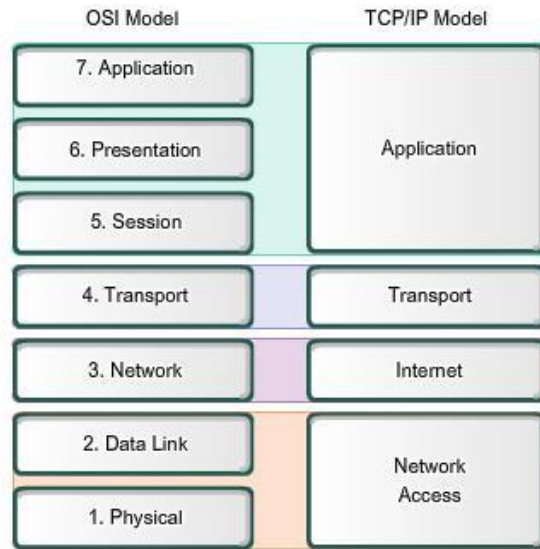 OSI Model
TCP/IP Model
7. Application
6. Presentation
5. Session
Application
4. Transport
Transport
3. Network
Internet
2. Data Link
1. Physical
Network
Access